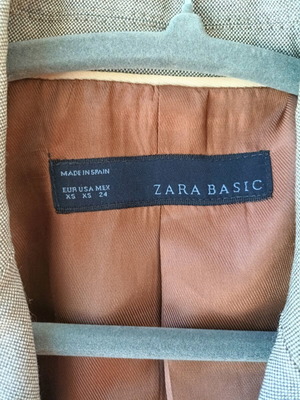 MADE IN SPAIN
EUR USA MEX
XS XS 24
ZARA BASIC